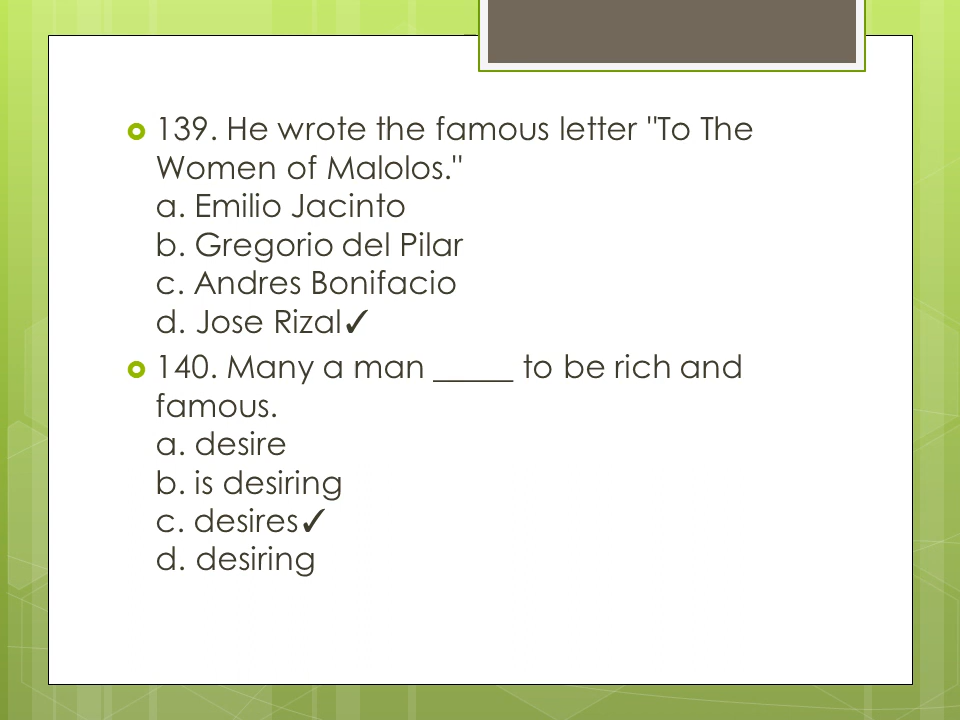 139. He wrote the famous letter "To The
Women of Malolos."
a. Emilio Jacinto
b. Gregorio del Pilar
c. Andres Bonifacio
d. Jose Rizal✓
140. Many a man _____ to be rich and
famous.
a. desire
b. is desiring
c. desires✓
d. desiring